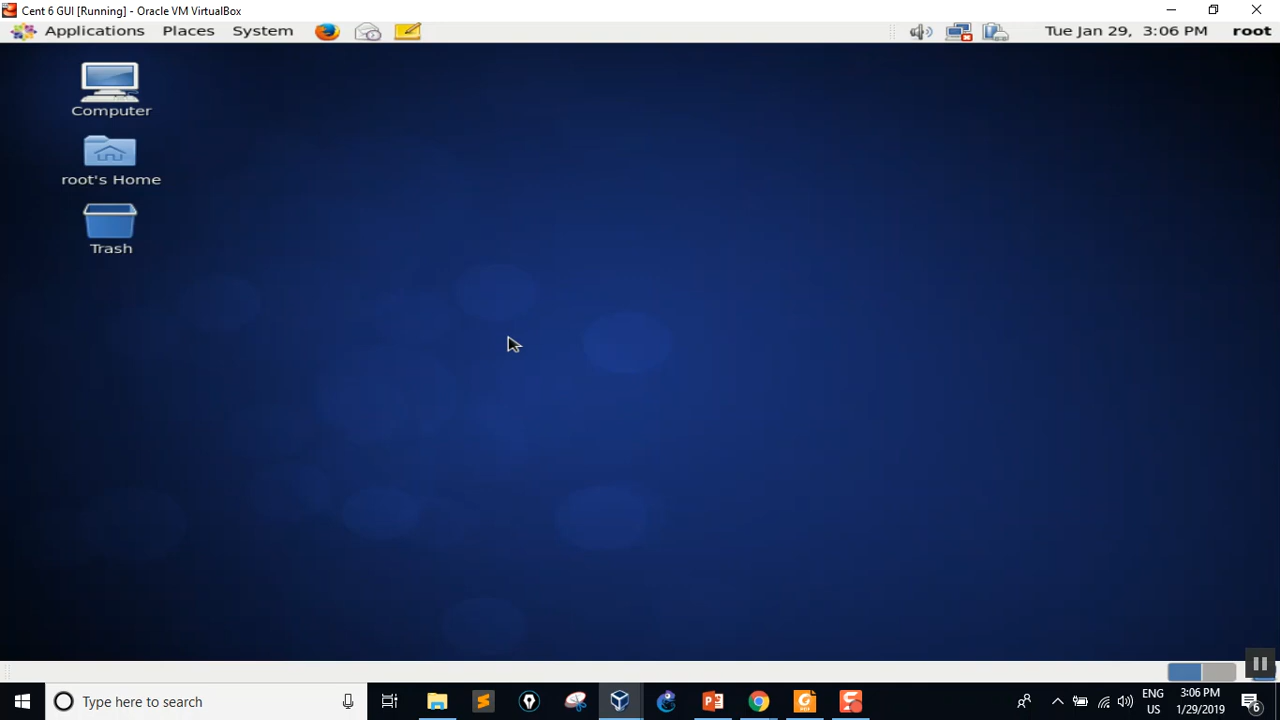 Cent 6 GUI [Running] - Oracle VM VirtualBox
Applications Places System Tue Jan 29, 3:06 PM root
Computer
root's Home
Trash
Type here to search
ENG
US
3:06 PM
1/29/2019
6